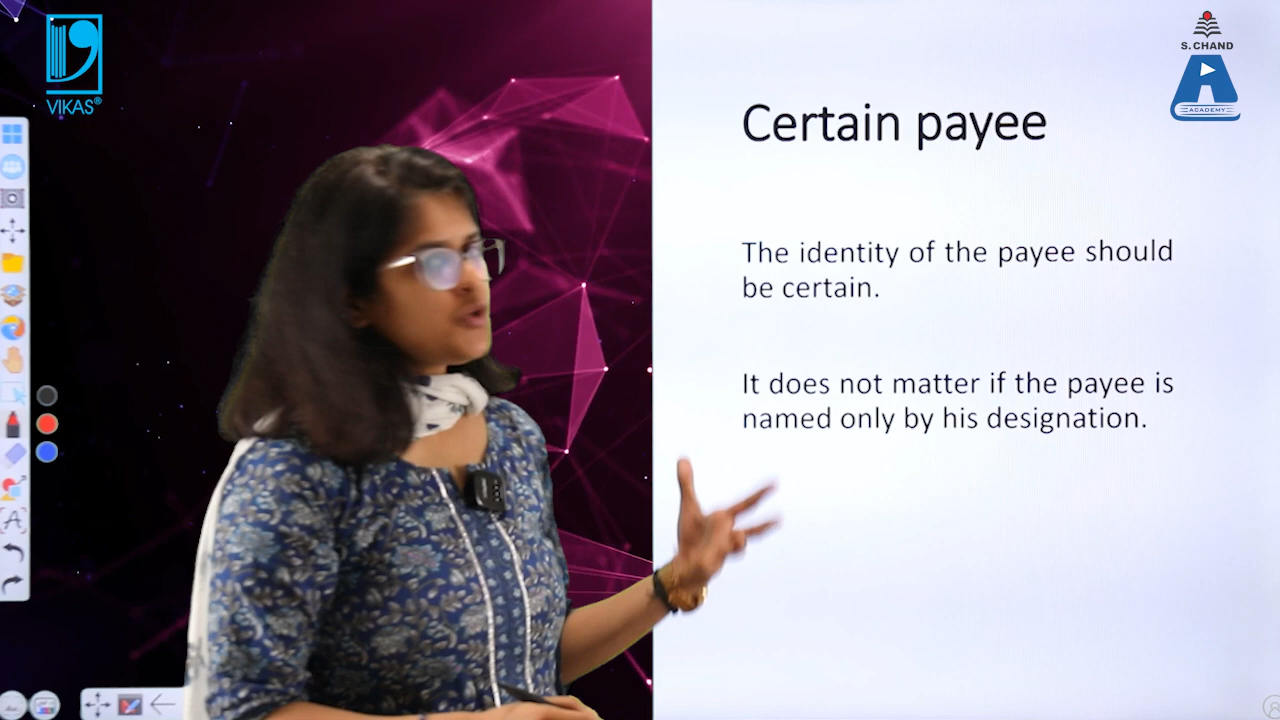 VIKAS®
S. CHAND
ACADEMY
Certain payee
The identity of the payee should
be certain.
It does not matter if the payee is
named only by his designation.